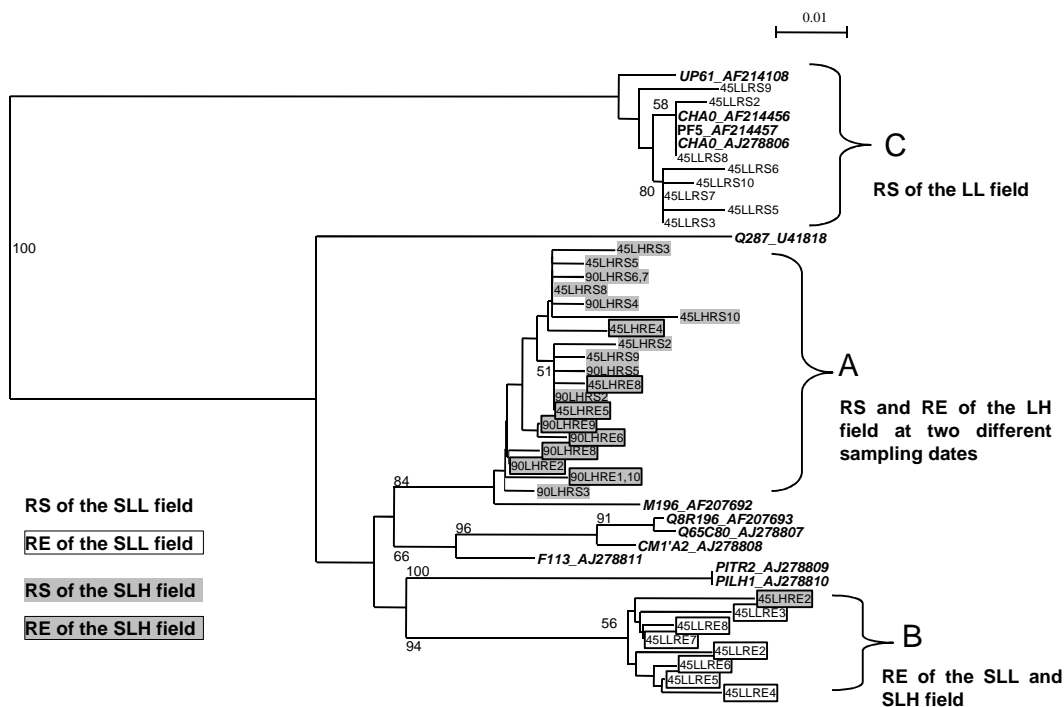 0.01
UP61_AF214108
45LLRS9
58
45LLRS2
CHA0_AF214456
PF5_AF214457
CHA0_AJ278806
45LLRS8
45LLRS6
80
45LLRS10
45LLRS7
45LLRS5
45LLRS3
C
RS of the LL field
100
Q287_U41818
45LHRS3
45LHRS5
90LHRS6,7
45LHRS8
90LHRS4
45LHRS10
45LHRE4
45LHRS2
45LHRS9
51
90LHRS5
45LHRE8
90LHRS2
45LHRE5
90LHRE9
90LHRE6
90LHRE8
90LHRE2
90LHRE1,10
90LHRS3
A
RS and RE of the LH
field at two different
sampling dates
84
M196_AF207692
Q8R196_AF207693
91
96
Q65C80_AJ278807
CM1'A2_AJ278808
66
F113_AJ278811
100
PITR2_AJ278809
PILH1_AJ278810
45LHRE2
45LLRE3
56
45LLRE8
45LLRE7
94
45LLRE2
45LLRE6
45LLRE5
45LLRE4
B
RE of the SLL and
SLH field
RS of the SLL field
RE of the SLL field
RS of the SLH field
RE of the SLH field